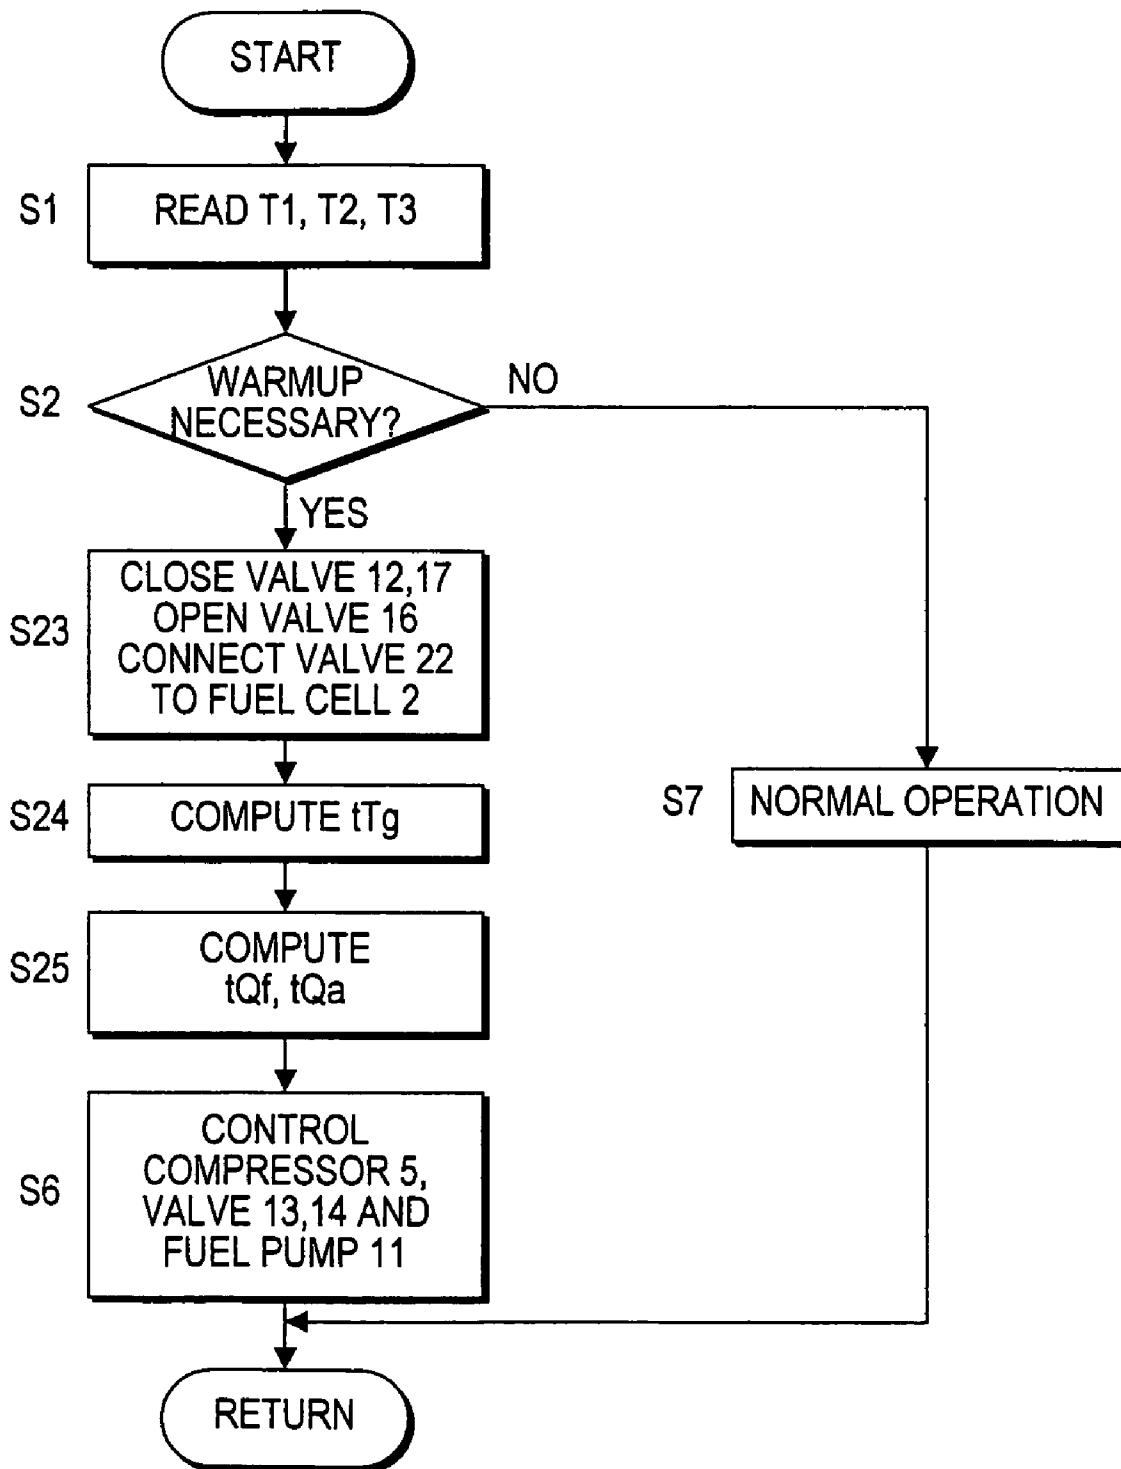 START
S1
READ T1, T2, T3
S2
WARMUP
NECESSARY?
NO
YES
S23
CLOSE VALVE 12,17
OPEN VALVE 16
CONNECT VALVE 22
TO FUEL CELL 2
S24
COMPUTE tTg
S7
NORMAL OPERATION
S25
COMPUTE
tQf, tQa
S6
CONTROL
COMPRESSOR 5,
VALVE 13,14 AND
FUEL PUMP 11
RETURN